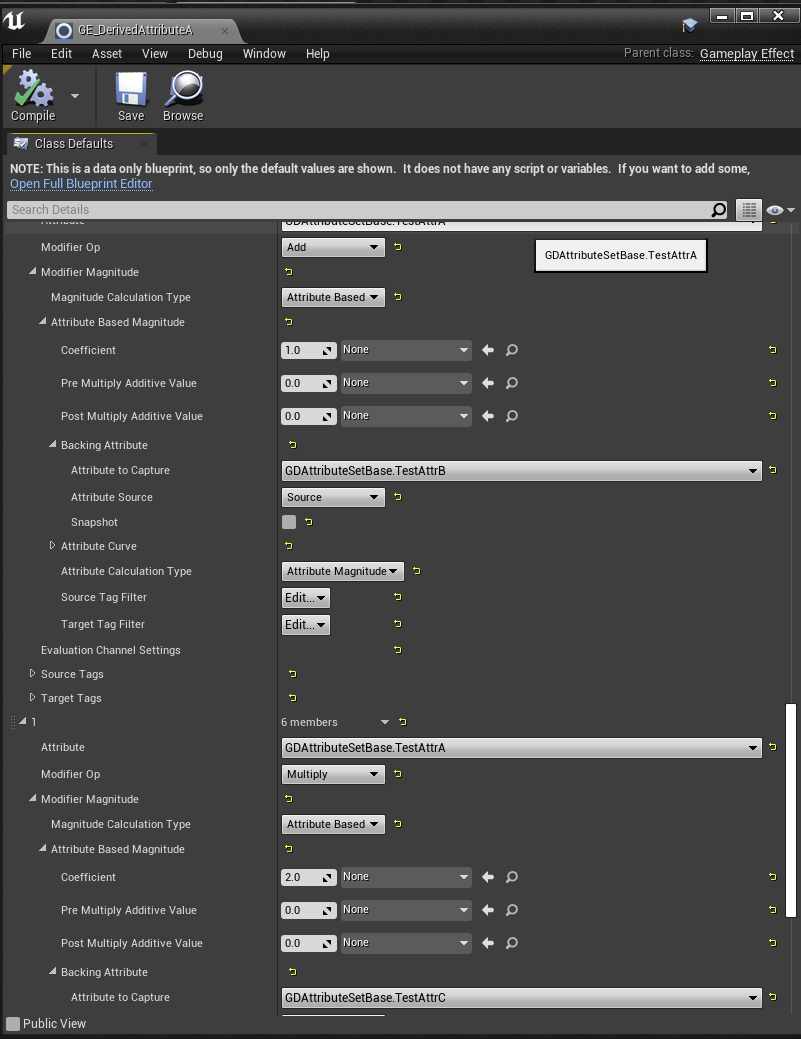 GE_DerivedAttributeA
File Edit Asset View Debug Window Help Parent class: Gameplay Effect
Compile Save Browse
Class Defaults
NOTE: This is a data only blueprint, so only the default values are shown. It does not have any script or variables. If you want to add some,
Open Full Blueprint Editor
Search Details
Attribute GDAttributeSetBase.TestAttrA
Modifier Op Add
GDAttributeSetBase.TestAttrA
Modifier Magnitude
Magnitude Calculation Type Attribute Based
Attribute Based Magnitude
Coefficient 1.0 None
Pre Multiply Additive Value 0.0 None
Post Multiply Additive Value 0.0 None
Backing Attribute
Attribute to Capture GDAttributeSetBase.TestAttrB
Attribute Source Source
Snapshot
Attribute Curve
Attribute Calculation Type Attribute Magnitude
Source Tag Filter Edit...
Target Tag Filter Edit...
Evaluation Channel Settings
Source Tags
Target Tags
1 6 members
Attribute GDAttributeSetBase.TestAttrA
Modifier Op Multiply
Modifier Magnitude
Magnitude Calculation Type Attribute Based
Attribute Based Magnitude
Coefficient 2.0 None
Pre Multiply Additive Value 0.0 None
Post Multiply Additive Value 0.0 None
Backing Attribute
Attribute to Capture GDAttributeSetBase.TestAttrC
Public View